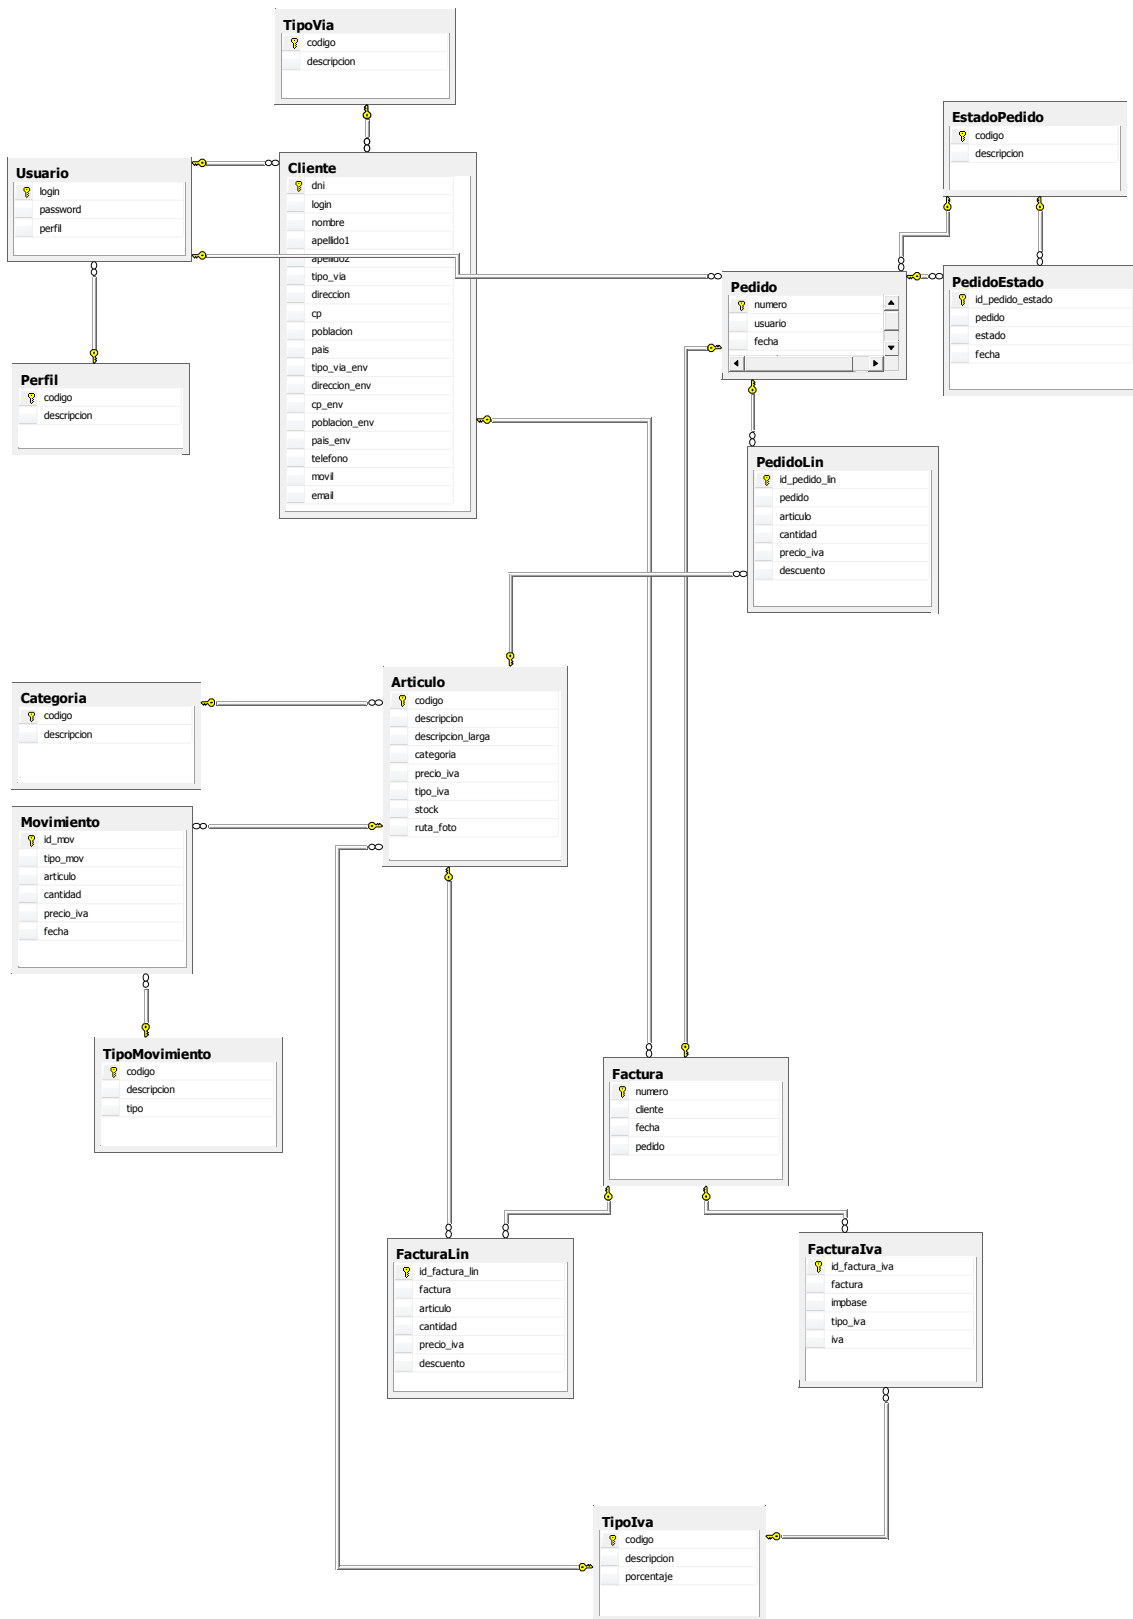 TipoVia
codigo
descripcion
EstadoPedido
codigo
descripcion
Usuario
login
password
perfil
Cliente
dni
login
nombre
apellido1
apellido2
tipo_via
direccion
cp
poblacion
pais
tipo_via_env
direccion_env
cp_env
poblacion_env
pais_env
telefono
movil
email
Pedido
numero
usuario
fecha
PedidoEstado
id_pedido_estado
pedido
estado
fecha
Perfil
codigo
descripcion
PedidoLin
id_pedido_lin
pedido
articulo
cantidad
precio_iva
descuento
Categoria
codigo
descripcion
Articulo
codigo
descripcion
descripcion_larga
categoria
precio_iva
tipo_iva
stock
ruta_foto
Movimiento
id_mov
tipo_mov
articulo
cantidad
precio_iva
fecha
TipoMovimiento
codigo
descripcion
tipo
Factura
numero
cliente
fecha
pedido
FacturaLin
id_factura_lin
factura
articulo
cantidad
precio_iva
descuento
FacturaIva
id_factura_iva
factura
impbase
tipo_iva
iva
TipoIva
codigo
descripcion
porcentaje